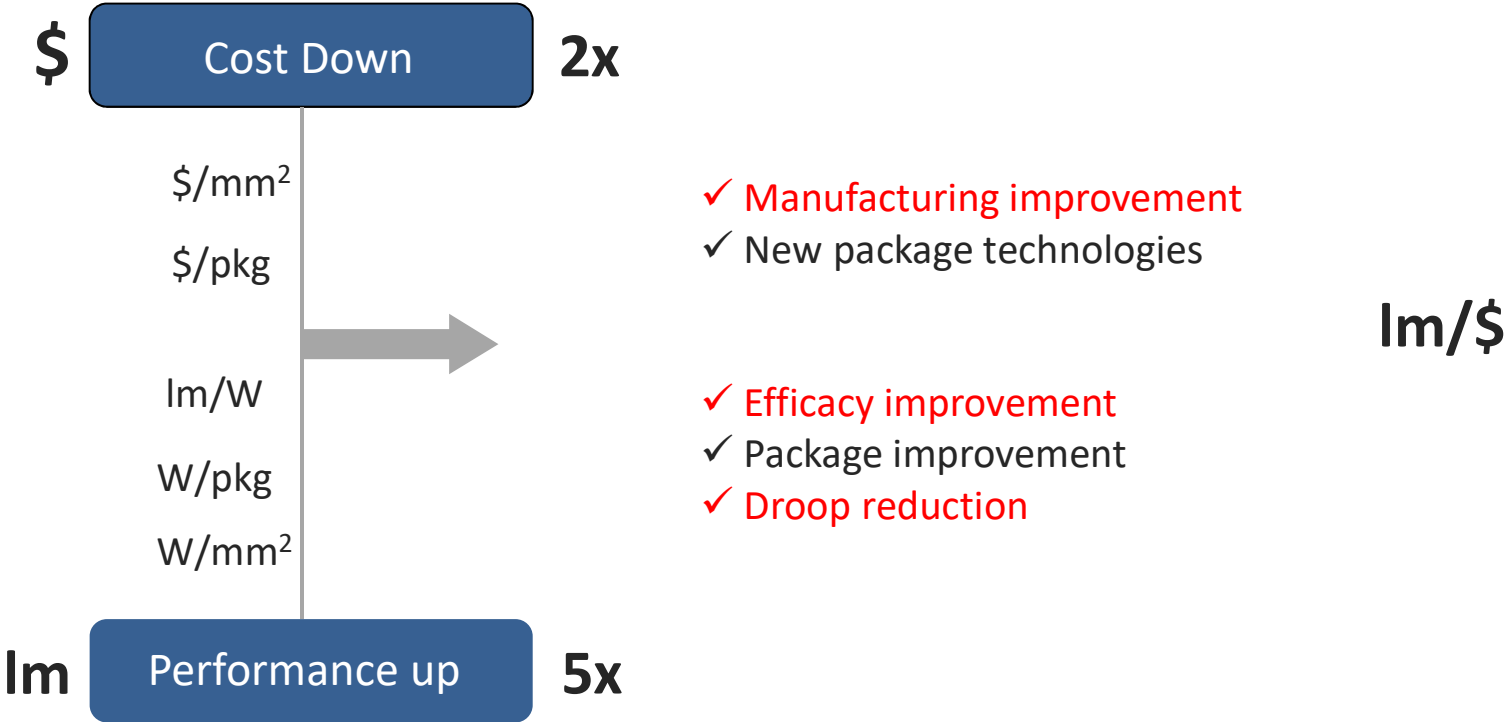 $ Cost Down 2x
$/mm²
$/pkg
✓ Manufacturing improvement
✓ New package technologies
lm/$
lm/W
W/pkg
W/mm²
✓ Efficacy improvement
✓ Package improvement
✓ Droop reduction
lm Performance up 5x